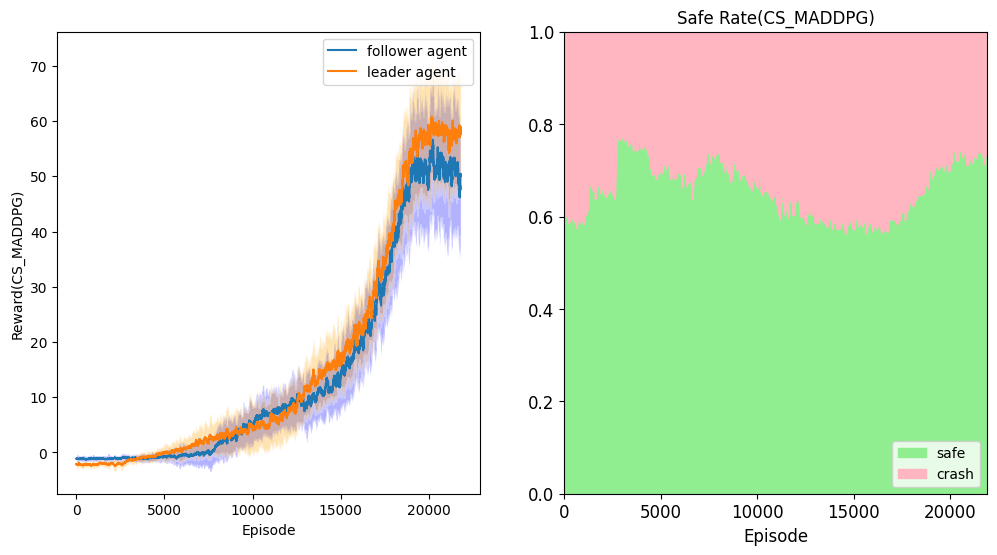 Reward(CS_MADDPG)
70
60
50
40
30
20
10
0
0 5000 10000 15000 20000
Episode
follower agent
leader agent
Safe Rate(CS_MADDPG)
1.0
0.8
0.6
0.4
0.2
0.0
0 5000 10000 15000 20000
Episode
safe
crash